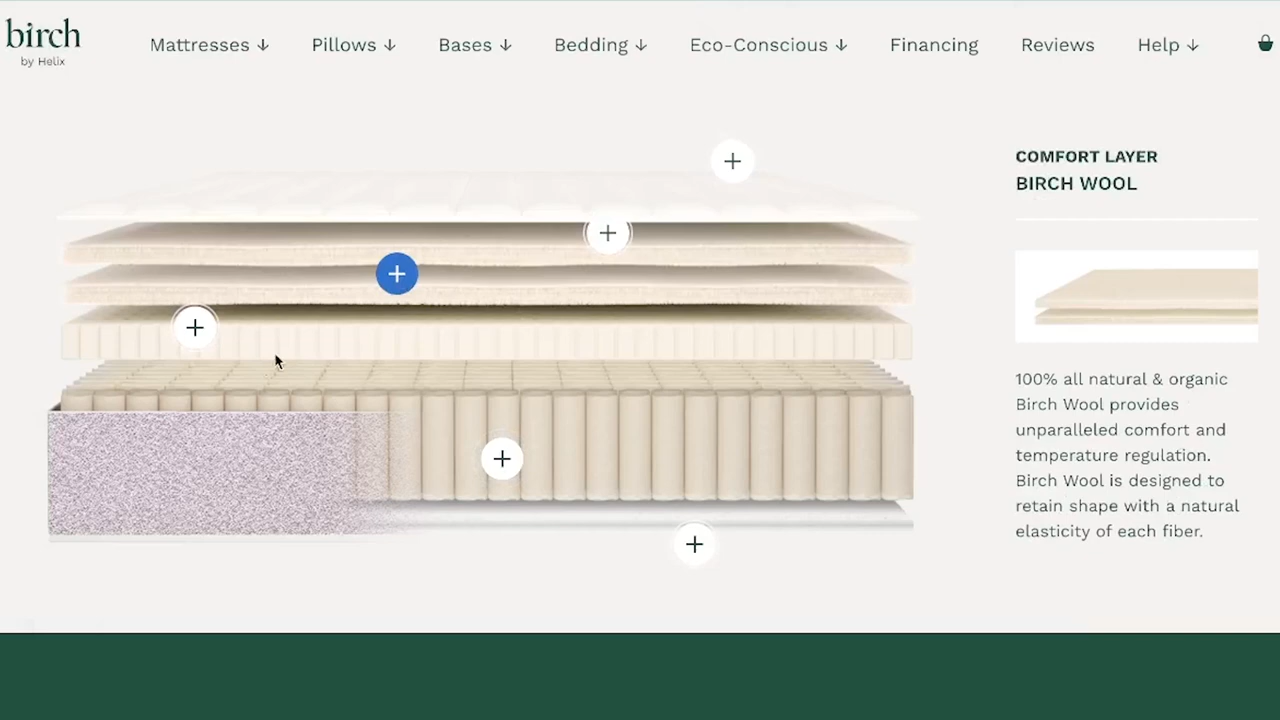 birch
by Helix
Mattresses ↓ Pillows ↓ Bases ↓ Bedding ↓ Eco-Conscious ↓ Financing Reviews Help ↓
COMFORT LAYER
BIRCH WOOL
100% all natural & organic
Birch Wool provides
unparalleled comfort and
temperature regulation.
Birch Wool is designed to
retain shape with a natural
elasticity of each fiber.